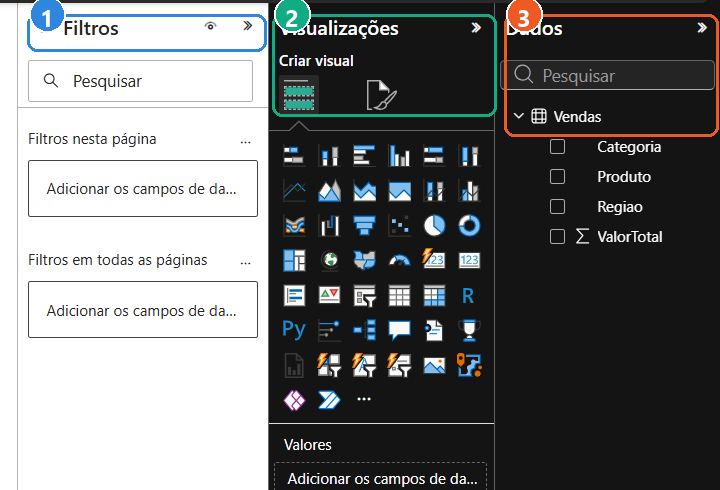 1 Filtros
Pesquisar
Filtros nesta página ...
Adicionar os campos de da...
Filtros em todas as páginas ...
Adicionar os campos de da...
2 Visualizações
Criar visual
123
123
R
Py
...
Valores
Adicionar os campos de da...
3 Dados
Pesquisar
Vendas
Categoria
Produto
Regiao
∑ ValorTotal